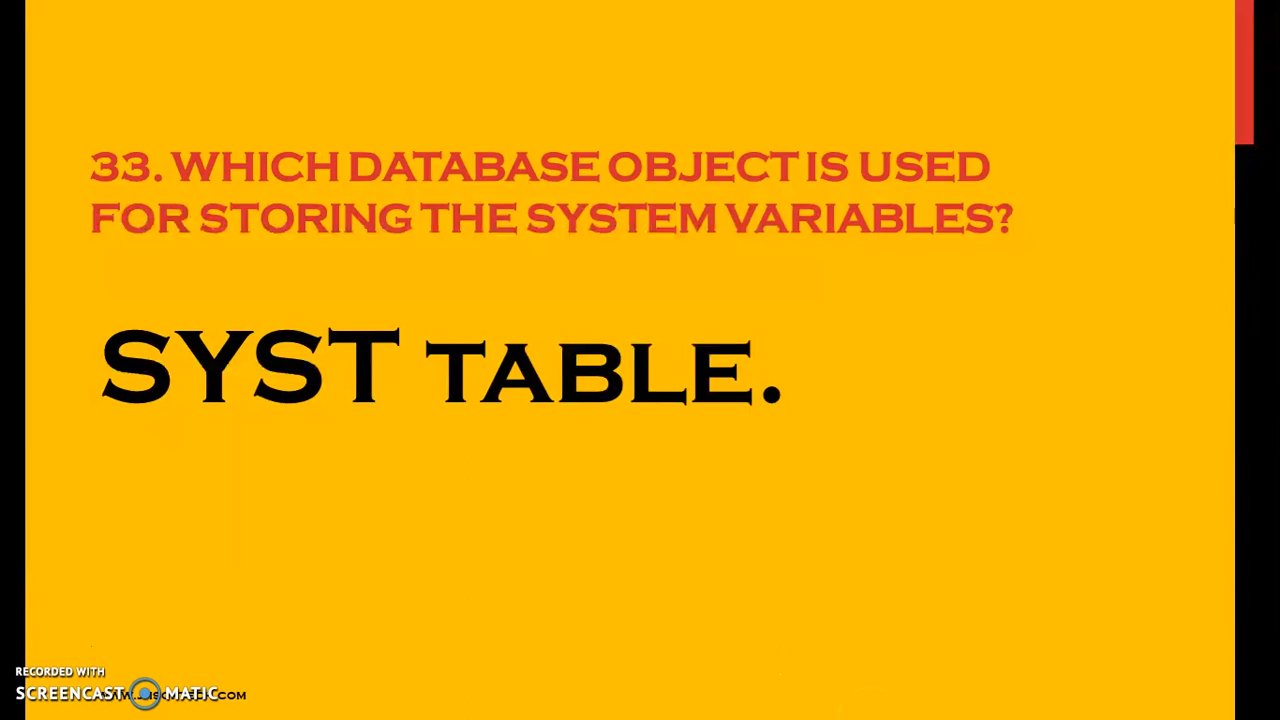 33. WHICH DATABASE OBJECT IS USED
FOR STORING THE SYSTEM VARIABLES?
SYST TABLE.
RECORDED WITH
SCREENCAST MATIC